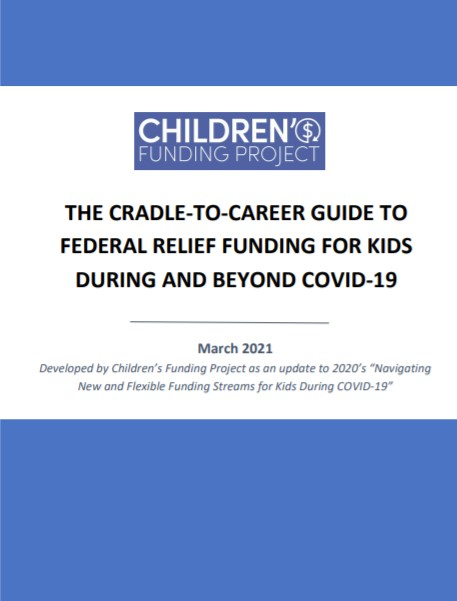 CHILDREN'S
FUNDING PROJECT
THE CRADLE-TO-CAREER GUIDE TO
FEDERAL RELIEF FUNDING FOR KIDS
DURING AND BEYOND COVID-19
March 2021
Developed by Children's Funding Project as an update to 2020's "Navigating
New and Flexible Funding Streams for Kids During COVID-19"